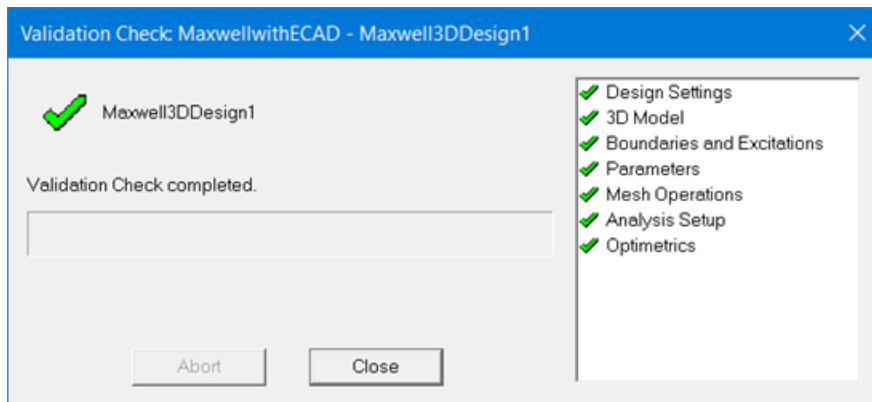 Validation Check: MaxwellwithECAD - Maxwell3DDesign1
Maxwell3DDesign1
Validation Check completed.
Abort
Close
Design Settings
3D Model
Boundaries and Excitations
Parameters
Mesh Operations
Analysis Setup
Optimetrics